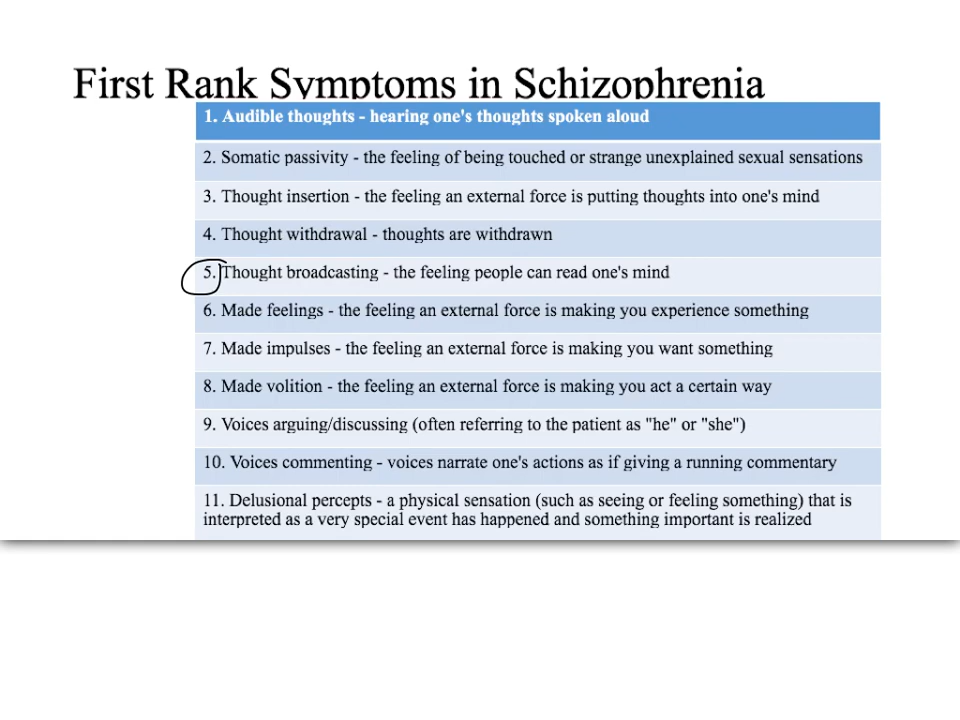 First Rank Symptoms in Schizophrenia
1. Audible thoughts - hearing one's thoughts spoken aloud
2. Somatic passivity - the feeling of being touched or strange unexplained sexual sensations
3. Thought insertion - the feeling an external force is putting thoughts into one's mind
4. Thought withdrawal - thoughts are withdrawn
5. Thought broadcasting - the feeling people can read one's mind
6. Made feelings - the feeling an external force is making you experience something
7. Made impulses - the feeling an external force is making you want something
8. Made volition - the feeling an external force is making you act a certain way
9. Voices arguing/discussing (often referring to the patient as "he" or "she")
10. Voices commenting - voices narrate one's actions as if giving a running commentary
11. Delusional percepts - a physical sensation (such as seeing or feeling something) that is
interpreted as a very special event has happened and something important is realized